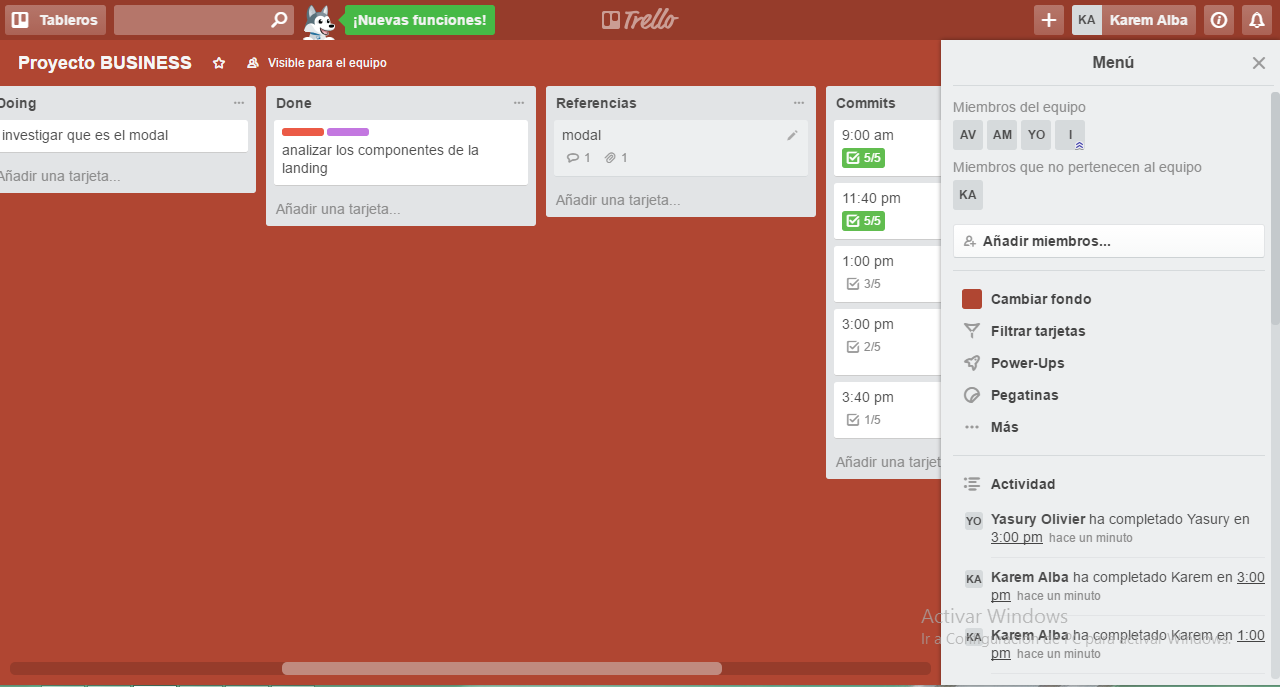 Tableros
¡Nuevas funciones!
Trello
KA Karem Alba
Proyecto BUSINESS
Visible para el equipo
Doing
investigar que es el modal
Añadir una tarjeta...
Done
analizar los componentes de la
landing
Añadir una tarjeta...
Referencias
modal
1 1
Añadir una tarjeta...
Commits
9:00 am
5/5
11:40 pm
5/5
1:00 pm
3/5
3:00 pm
2/5
3:40 pm
1/5
Añadir una tarjet
Menú
Miembros del equipo
AV AM YO I
Miembros que no pertenecen al equipo
KA
Añadir miembros...
Cambiar fondo
Filtrar tarjetas
Power-Ups
Pegatinas
Más
Actividad
YO Yasury Olivier ha completado Yasury en
3:00 pm hace un minuto
KA Karem Alba ha completado Karem en 3:00
pm hace un minuto
KA Karem Alba ha completado Karem en 1:00
pm hace un minuto
Activar Windows
Ir a Configuración de PC para activar Windows.